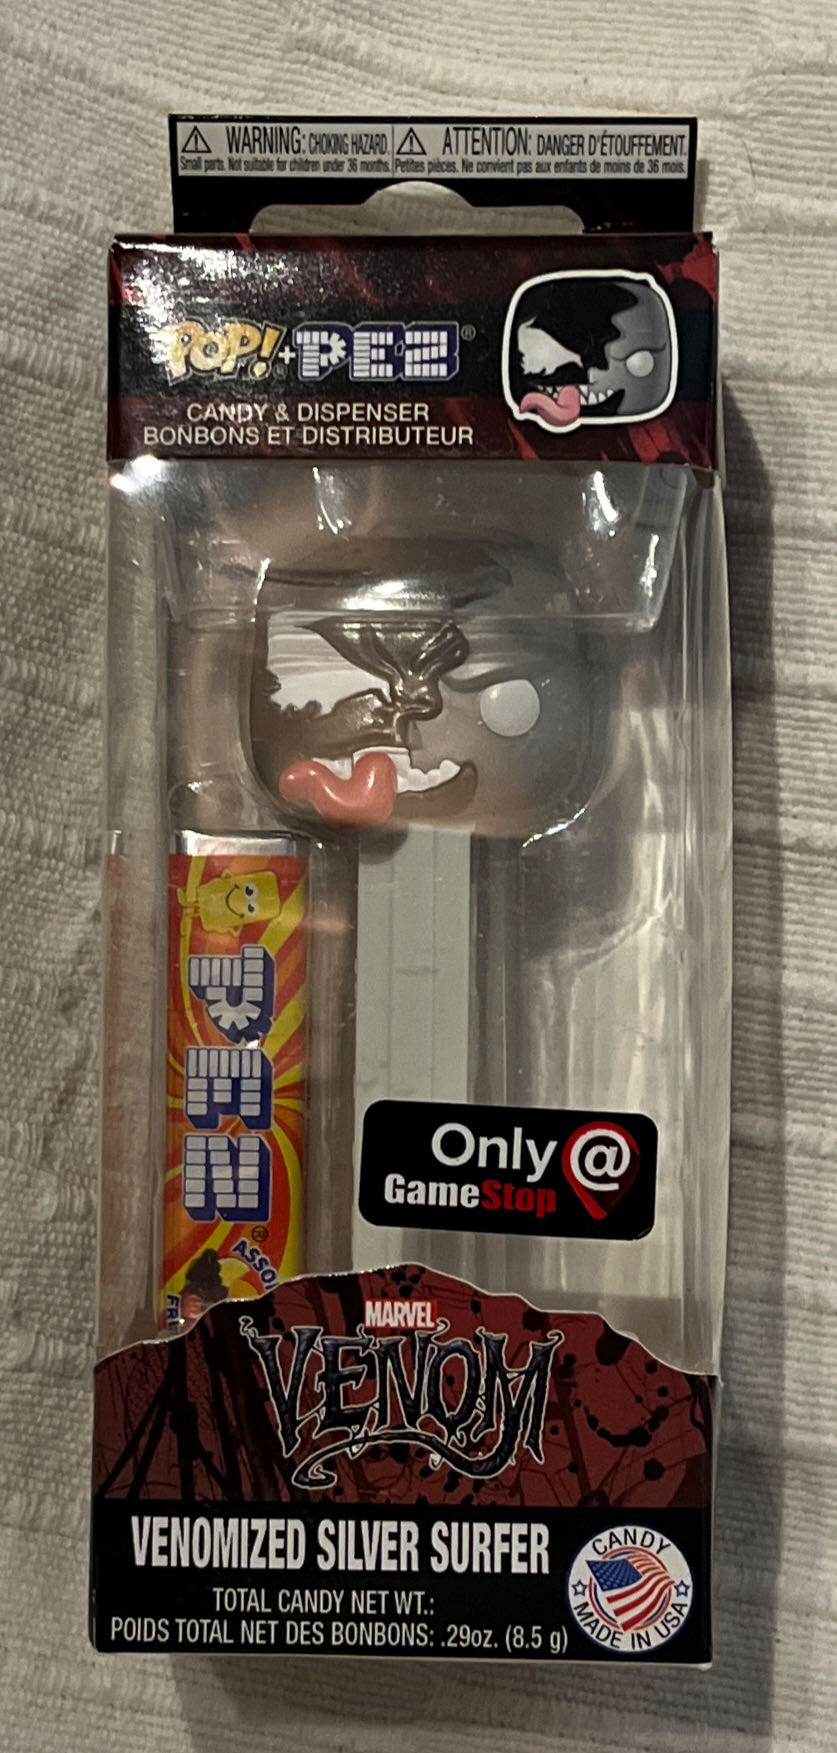 WARNING: CHOKING HAZARD.
Small parts. Not suitable for children under 36 months.
ATTENTION: DANGER D'ÉTOUFFEMENT.
Petites pièces. Ne convient pas aux enfants de moins de 36 mois.
POP!+PEZ®
CANDY & DISPENSER
BONBONS ET DISTRIBUTEUR
PEZ®
ASSO
FR
Only @
GameStop
MARVEL
VENOM
VENOMIZED SILVER SURFER
TOTAL CANDY NET WT.:
POIDS TOTAL NET DES BONBONS: .29oz. (8.5 g)
CANDY
MADE IN USA